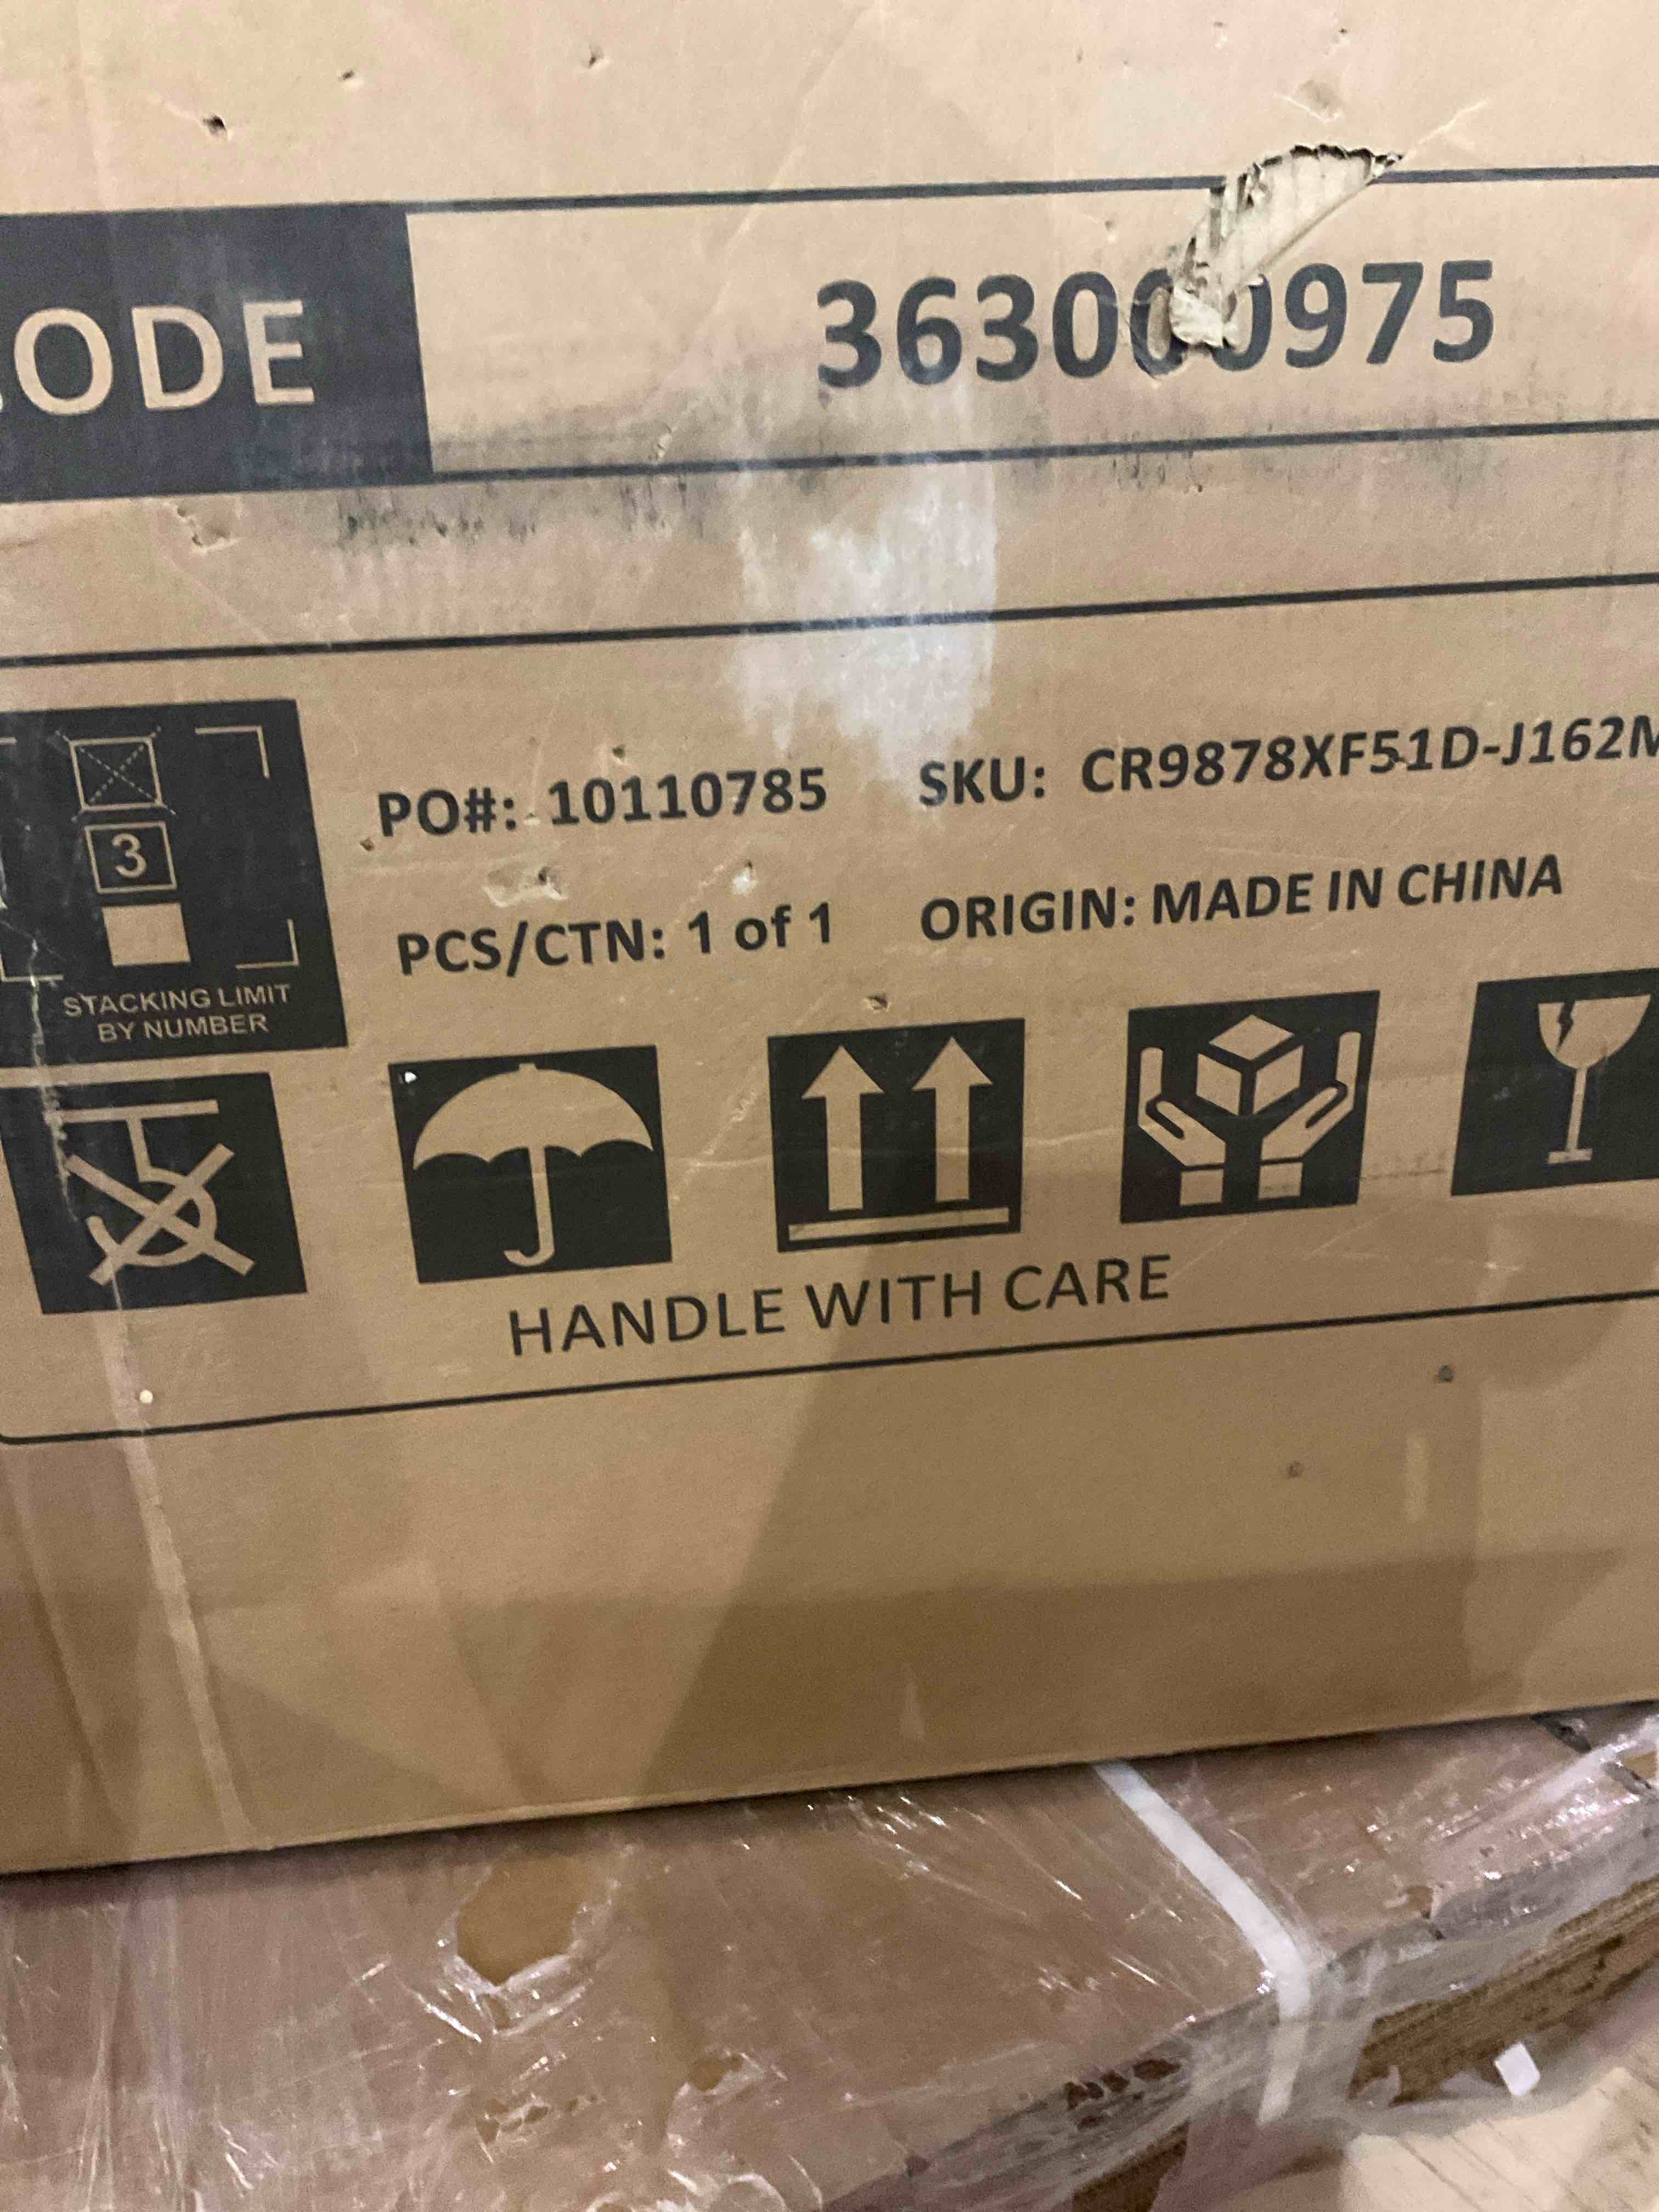 ODE
363000975
3
STACKING LIMIT
BY NUMBER
PO#: 10110785 SKU: CR9878XF51D-J162M
PCS/CTN: 1 of 1 ORIGIN: MADE IN CHINA
HANDLE WITH CARE